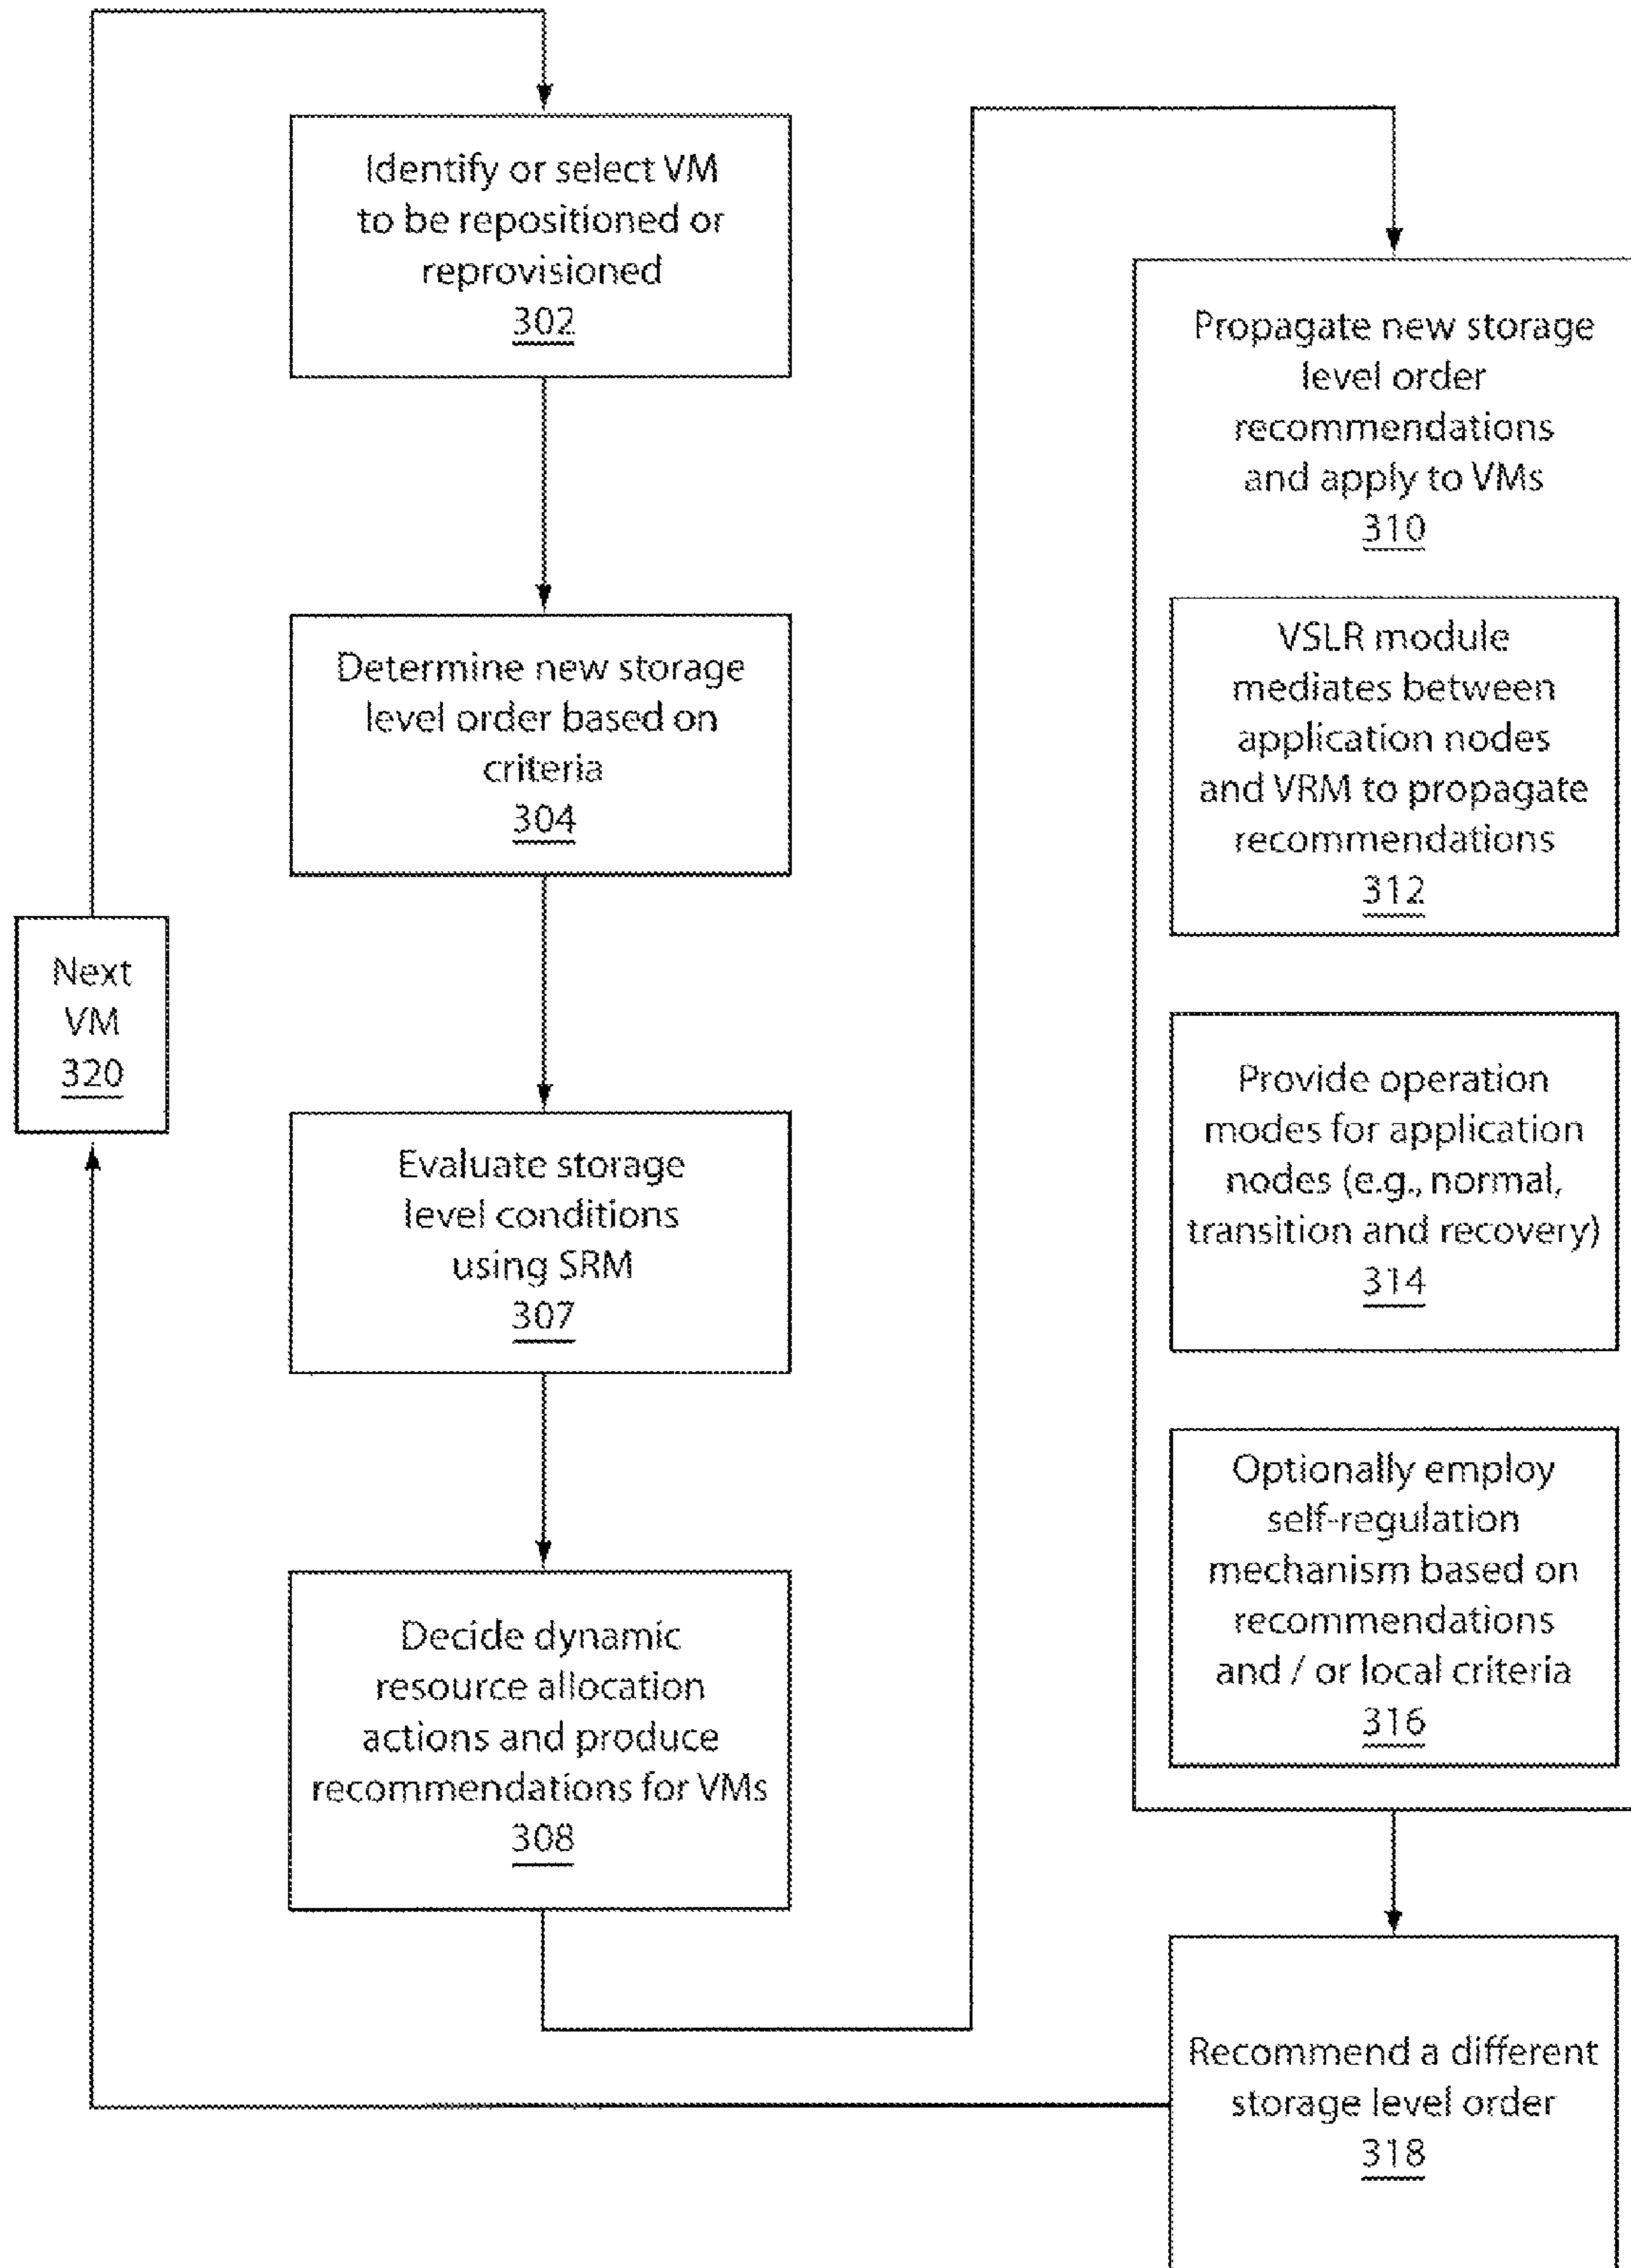 Identify or select VM
to be repositioned or
reprovisioned
302
Determine new storage
level order based on
criteria
304
Next
VM
320
Evaluate storage
level conditions
using SRM
307
Decide dynamic
resource allocation
actions and produce
recommendations for VMs
308
Propagate new storage
level order
recommendations
and apply to VMs
310
VSLR module
mediates between
application nodes
and VRM to propagate
recommendations
312
Provide operation
modes for application
nodes (e.g., normal,
transition and recovery)
314
Optionally employ
self-regulation
mechanism based on
recommendations
and / or local criteria
316
Recommend a different
storage level order
318